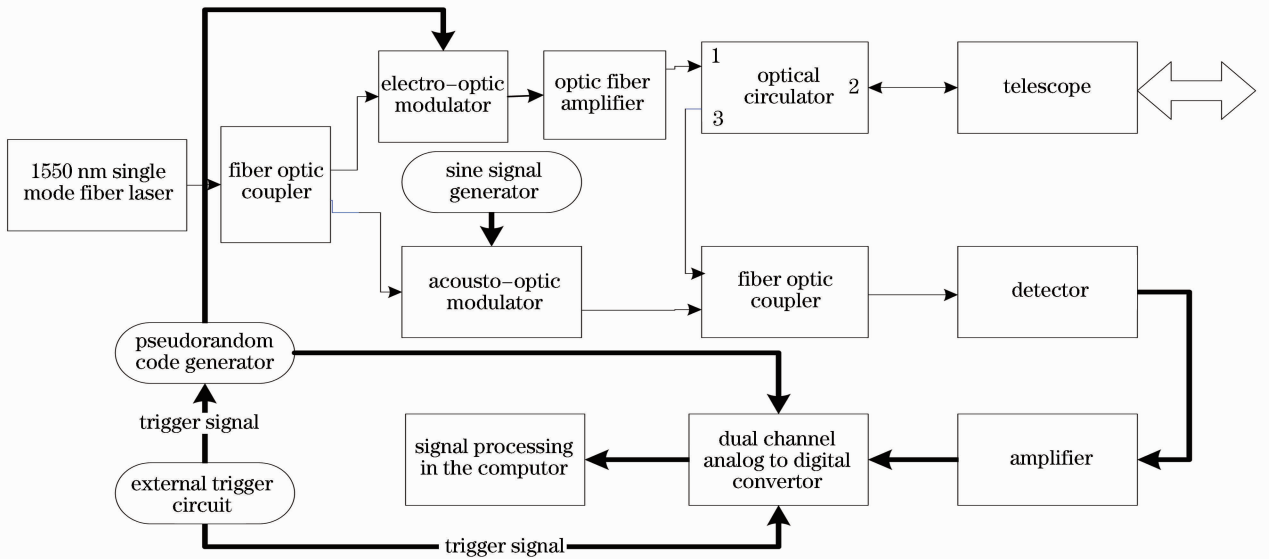 electro-optic
modulator
optic fiber
amplifier
1
optical
circulator
2
3
telescope
1550 nm single
mode fiber laser
fiber optic
coupler
sine signal
generator
acousto-optic
modulator
fiber optic
coupler
detector
pseudorandom
code generator
trigger signal
signal processing
in the computor
dual channel
analog to digital
convertor
amplifier
external trigger
circuit
trigger signal